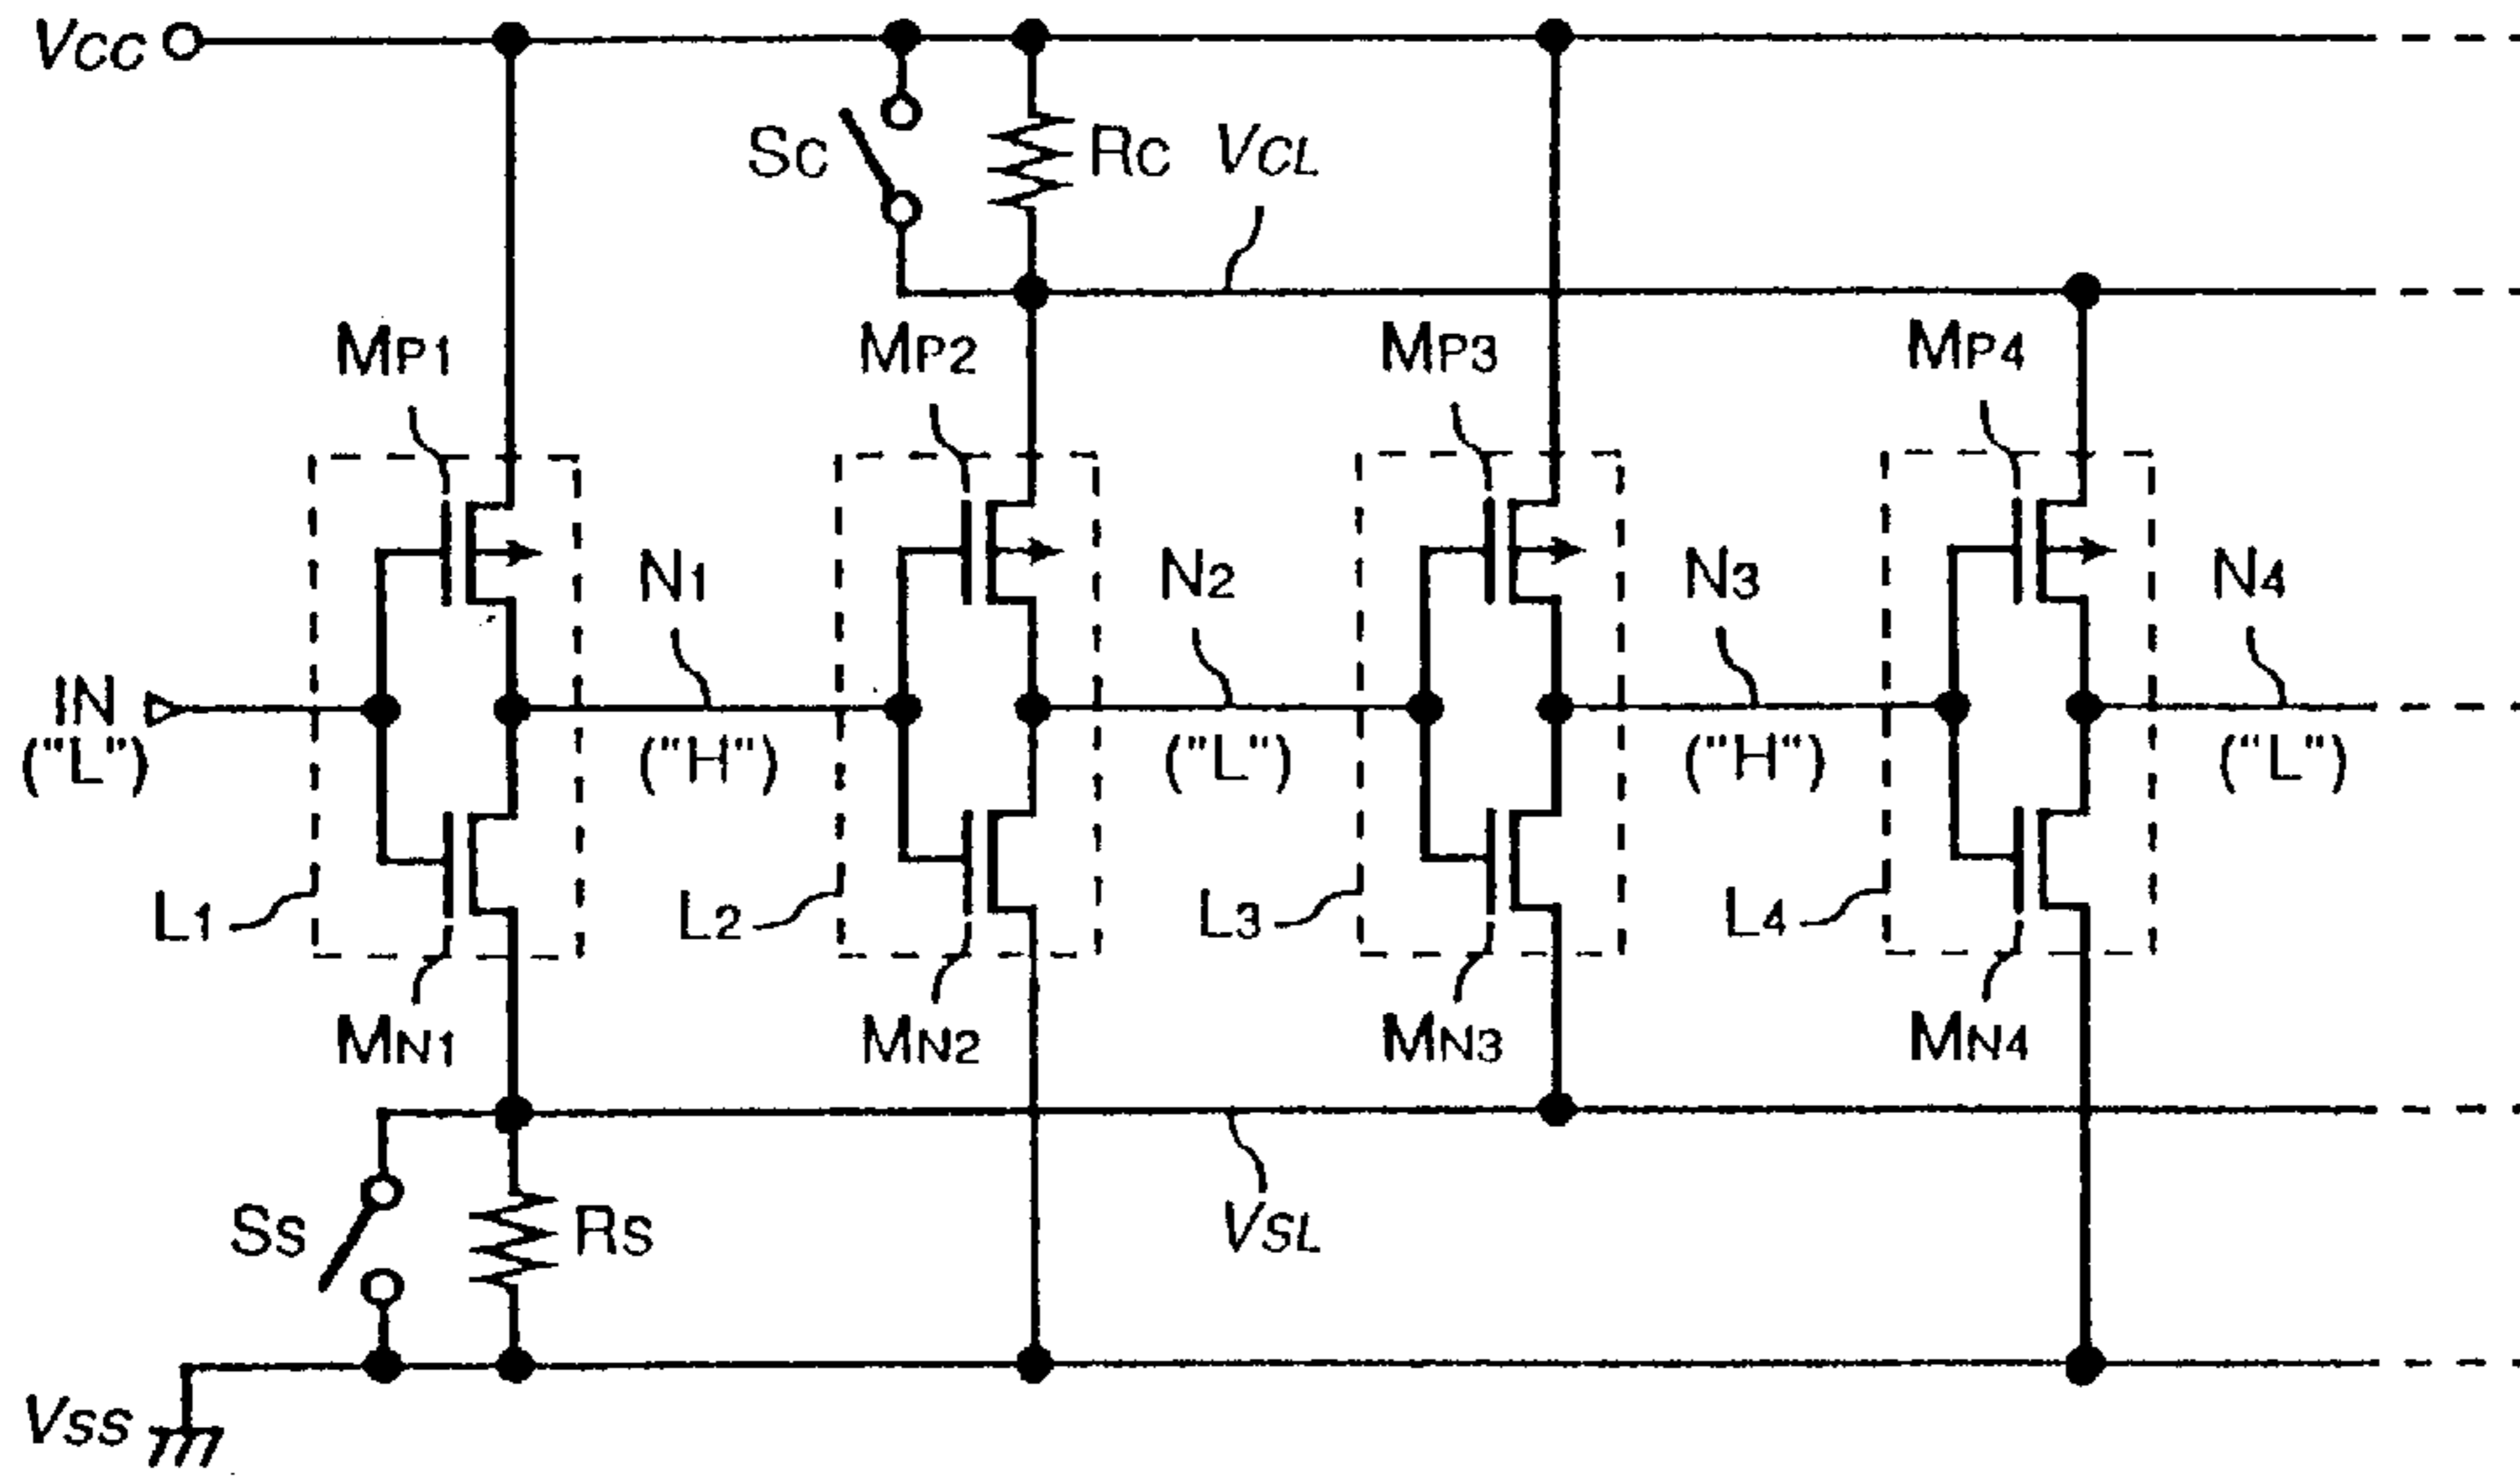 VCC
SC RC VCL
MP1 MP2 MP3 MP4
N1 N2 N3 N4
IN
("L") ("H") ("L") ("H") ("L")
L1 L2 L3 L4
MN1 MN2 MN3 MN4
SS RS VSL
VSS